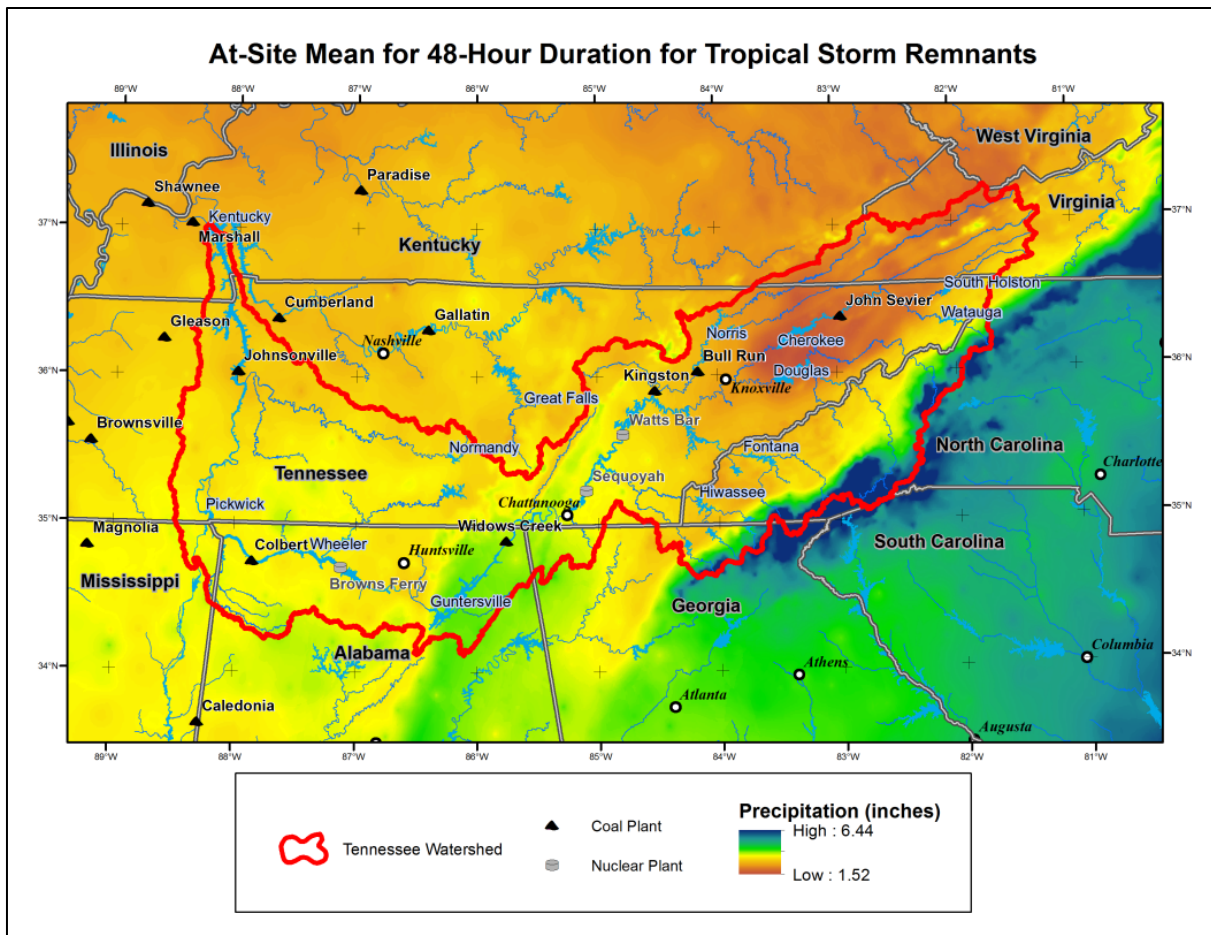 At-Site Mean for 48-Hour Duration for Tropical Storm Remnants
89°W 88°W 87°W 86°W 85°W 84°W 83°W 82°W 81°W
Illinois
West Virginia
Shawnee
Paradise
Virginia
37°N
37°N
Kentucky
Marshall
Kentucky
South Holston
Cumberland
John Sevier
Watauga
Gleason
Gallatin
Norris
Nashville
Cherokee
Johnsonville
Bull Run
36°N
36°N
Kingston
Douglas
Knoxville
Great Falls
Brownsville
Watts Bar
Normandy
Fontana
North Carolina
Tennessee
Sequoyah
Charlotte
Hiwassee
Pickwick
Chattanooga
35°N
35°N
Magnolia
Widows Creek
South Carolina
Colbert
Wheeler
Huntsville
Mississippi
Browns Ferry
Guntersville
Georgia
Alabama
34°N
34°N
Columbia
Athens
Caledonia
Atlanta
Augusta
89°W 88°W 87°W 86°W 85°W 84°W 83°W 82°W 81°W
Tennessee Watershed
Coal Plant
Nuclear Plant
Precipitation (inches)
High : 6.44
Low : 1.52